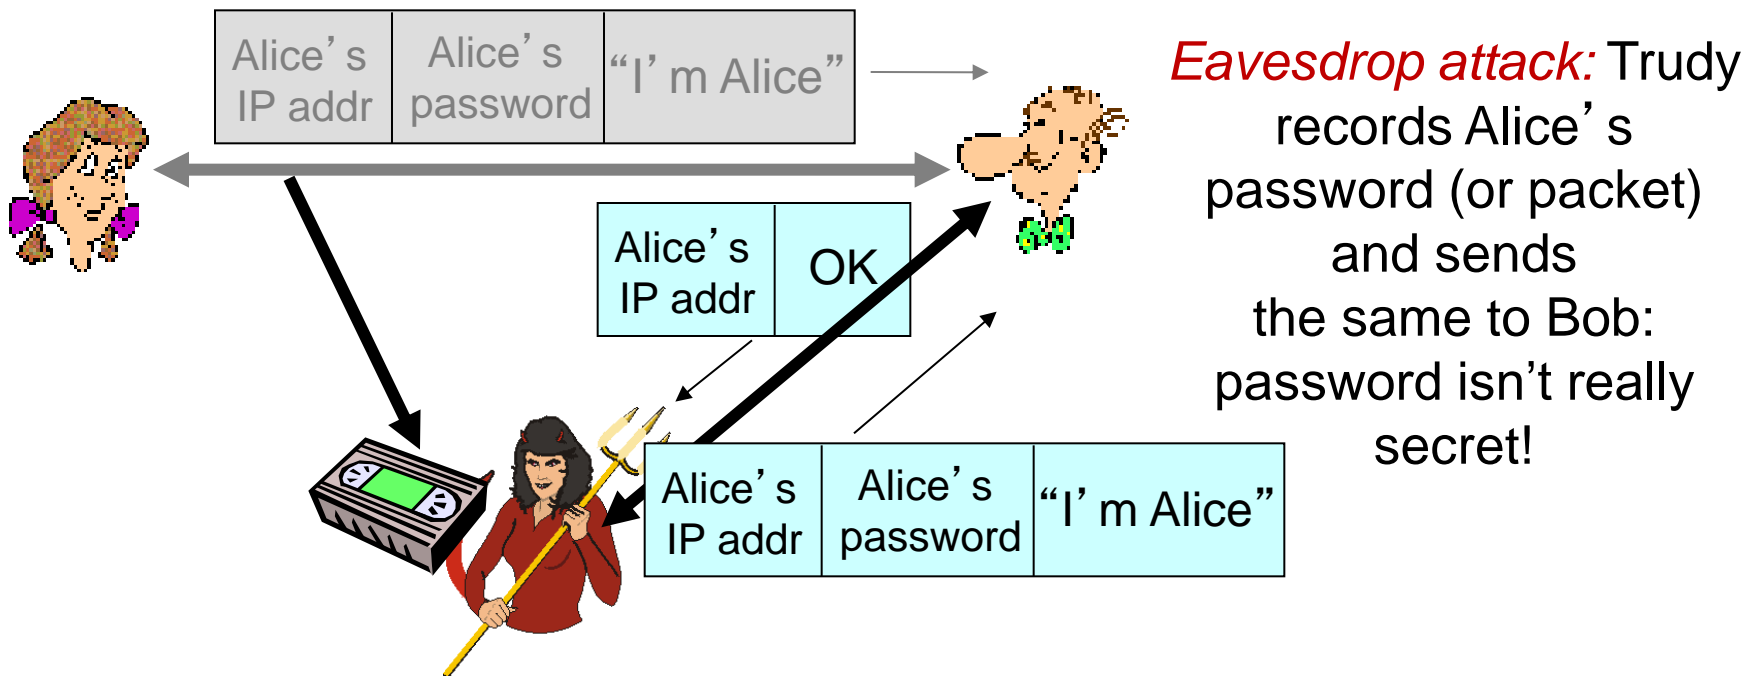 Alice’s
IP addr
Alice’s
password
“I’m Alice”
Eavesdrop attack: Trudy
records Alice’s
password (or packet)
and sends
the same to Bob:
password isn’t really
secret!
Alice’s
IP addr
OK
Alice’s
IP addr
Alice’s
password
“I’m Alice”